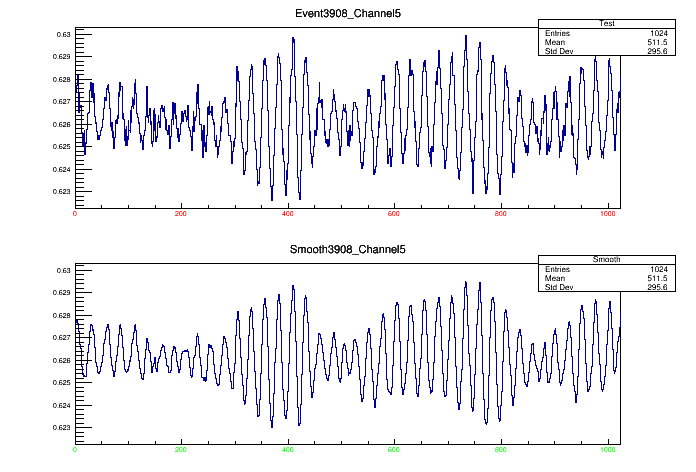 Event3908_Channel5
Test
Entries 1024
Mean 511.5
Std Dev 295.6
0.63
0.629
0.628
0.627
0.626
0.625
0.624
0.623
0 200 400 600 800 1000
Smooth3908_Channel5
Smooth
Entries 1024
Mean 511.5
Std Dev 295.6
0.63
0.629
0.628
0.627
0.626
0.625
0.624
0.623
0 200 400 600 800 1000